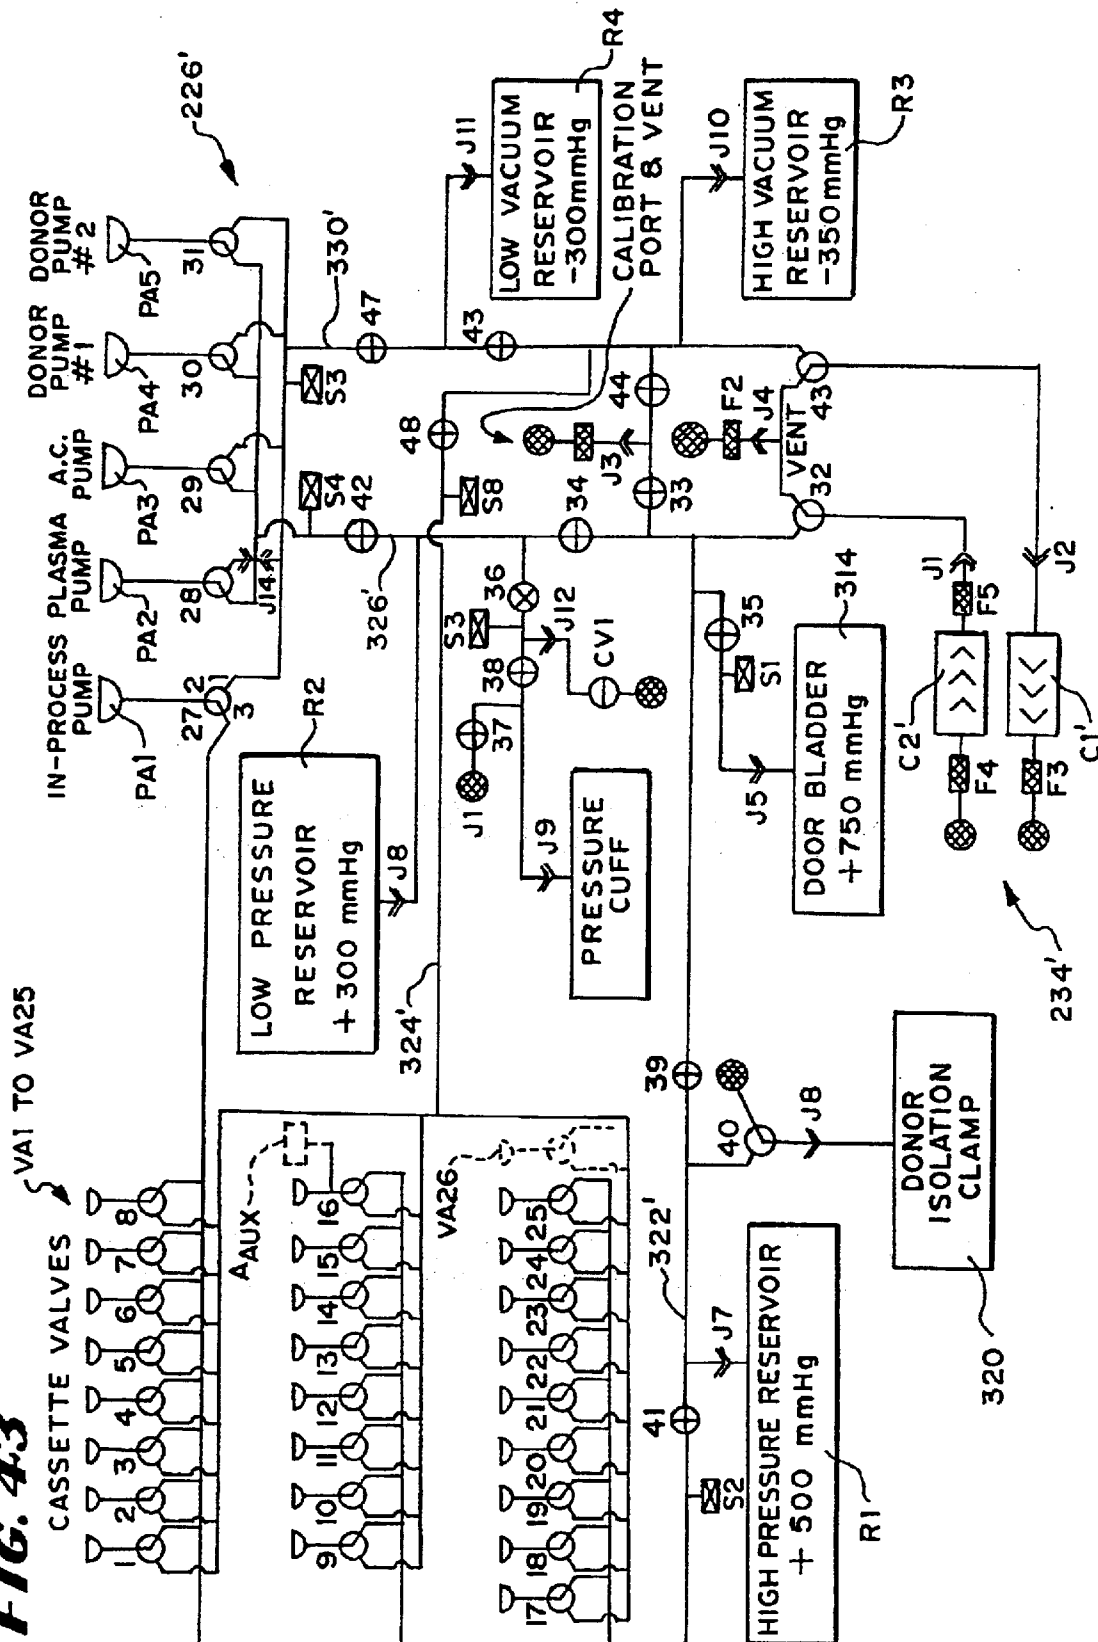 FIG. 43
CASSETTE VALVES
VA1 TO VA25
1
2
3
4
5
6
7
8
9
10
11
12
13
14
15
16
AAUX
17
18
19
20
21
22
23
24
25
VA26
IN-PROCESS PUMP
PLASMA PUMP
A.C. PUMP
DONOR PUMP #1
DONOR PUMP #2
PA1
PA2
PA3
PA4
PA5
27
2
1
3
28
29
30
31
J14
226'
S4
S3
42
47
330'
326'
LOW PRESSURE
RESERVOIR
+300 mmHg
R2
J8
324'
48
S8
43
J11
LOW VACUUM
RESERVOIR
-300mmHg
R4
CALIBRATION
PORT & VENT
J3
44
33
34
36
S3
J12
38
37
J1
CV1
J9
PRESSURE
CUFF
F2
J4
VENT
32
43
J10
HIGH VACUUM
RESERVOIR
-350mmHg
R3
35
S1
J5
DOOR BLADDER
+750 mmHg
314
J1
F5
C2'
F4
J2
C1'
F3
234'
39
40
J8
DONOR
ISOLATION
CLAMP
320
322'
41
S2
J7
HIGH PRESSURE RESERVOIR
+500 mmHg
R1